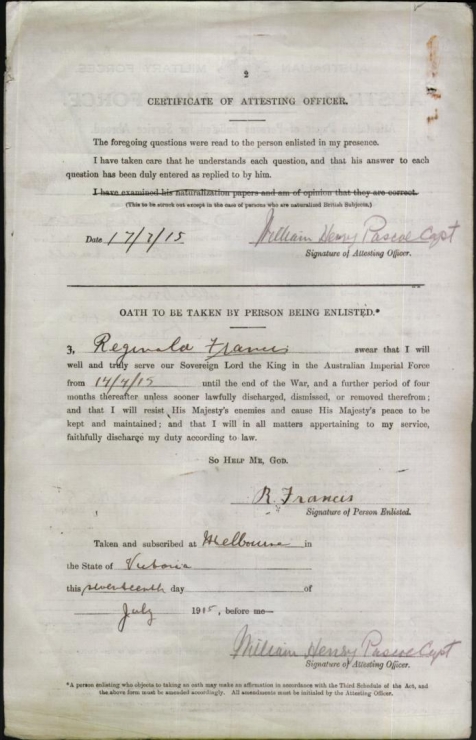 2
CERTIFICATE OF ATTESTING OFFICER.
The foregoing questions were read to the person enlisted in my presence.
I have taken care that he understands each question, and that his answer to each
question has been duly entered as replied to by him.
I have examined his naturalization papers and am of opinion that they are correct.
(This to be struck out except in the case of persons who are naturalized British Subjects.)
Date 17/7/15 William Henry Pascoe Capt
Signature of Attesting Officer.
OATH TO BE TAKEN BY PERSON BEING ENLISTED.*
3, Reginald Francis swear that I will
well and truly serve our Sovereign Lord the King in the Australian Imperial Force
from 17/7/15 until the end of the War, and a further period of four
months thereafter unless sooner lawfully discharged, dismissed, or removed therefrom;
and that I will resist His Majesty's enemies and cause His Majesty's peace to be
kept and maintained; and that I will in all matters appertaining to my service,
faithfully discharge my duty according to law.
SO HELP ME, GOD.
R. Francis
Signature of Person Enlisted.
Taken and subscribed at Melbourne in
the State of Victoria
this seventeenth day of
July 1915, before me—
William Henry Pascoe Capt
Signature of Attesting Officer.
*A person enlisting who objects to taking an oath may make an affirmation in accordance with the Third Schedule of the Act, and
the above form must be amended accordingly. All amendments must be initialed by the Attesting Officer.